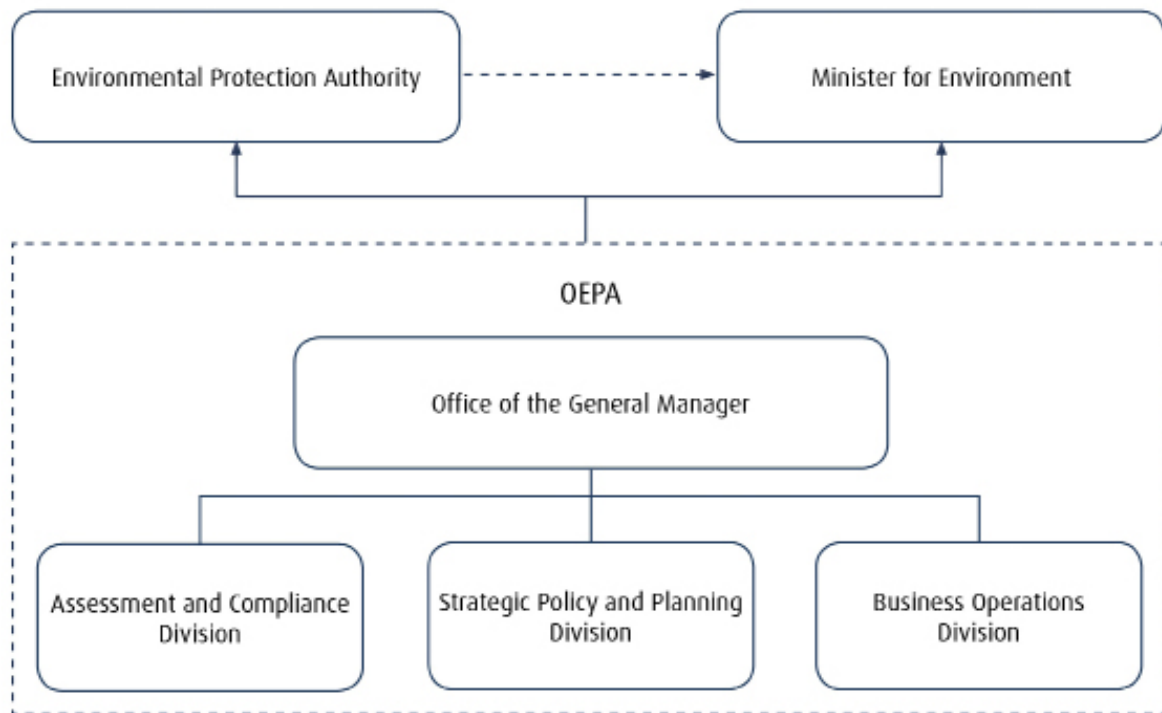 Environmental Protection Authority
Minister for Environment
OEPA
Office of the General Manager
Assessment and Compliance
Division
Strategic Policy and Planning
Division
Business Operations
Division